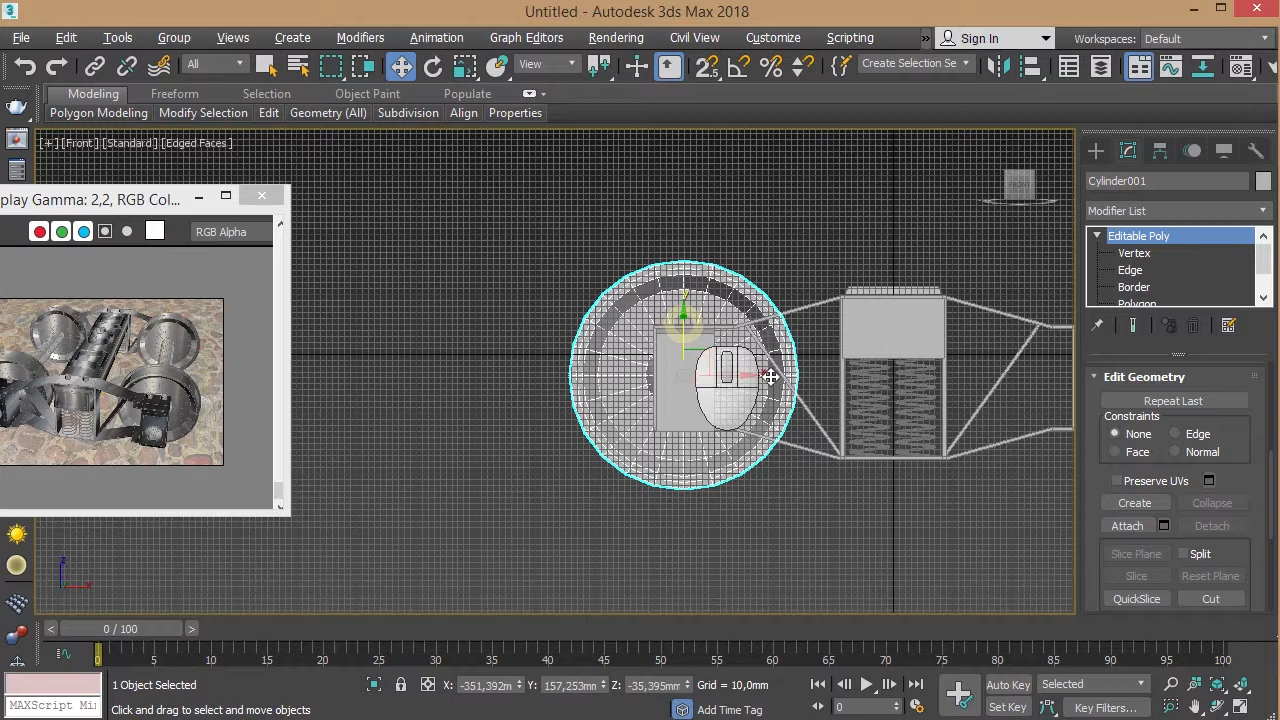 Untitled - Autodesk 3ds Max 2018
File Edit Tools Group Views Create Modifiers Animation Graph Editors Rendering Civil View Customize Scripting » Sign In Workspaces: Default
All View Create Selection Se
Modeling Freeform Selection Object Paint Populate
Polygon Modeling Modify Selection Edit Geometry (All) Subdivision Align Properties
[+] [Front] [Standard] [Edged Faces]
FRONT
play Gamma: 2,2, RGB Col...
RGB Alpha
Cylinder001
Modifier List
Editable Poly
Vertex
Edge
Border
Polygon
Edit Geometry
Repeat Last
Constraints
None Edge
Face Normal
Preserve UVs
Create Collapse
Attach Detach
Slice Plane Split
Slice Reset Plane
QuickSlice Cut
z
x
< 0 / 100 >
0 5 10 15 20 25 30 35 40 45 50 55 60 65 70 75 80 85 90 95 100
1 Object Selected X: -351,392m Y: 157,253mm Z: -35,395mm Grid = 10,0mm Auto Key Selected
MAXScript Mi Click and drag to select and move objects Add Time Tag 0 Set Key Key Filters...